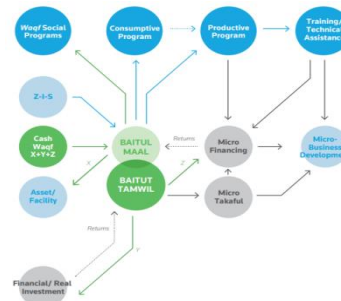 Waqf Social
Programs
Consumptive
Program
Productive
Program
Training/
Technical
Assistance
Z-I-S
Cash
Waqf
X+Y+Z
BAITUL
MAAL
Returns
Micro
Financing
Micro-
Business
Development
X
Z
Asset/
Facility
BAITUT
TAMWIL
Micro
Takaful
Returns
Y
Financial/ Real
Investment